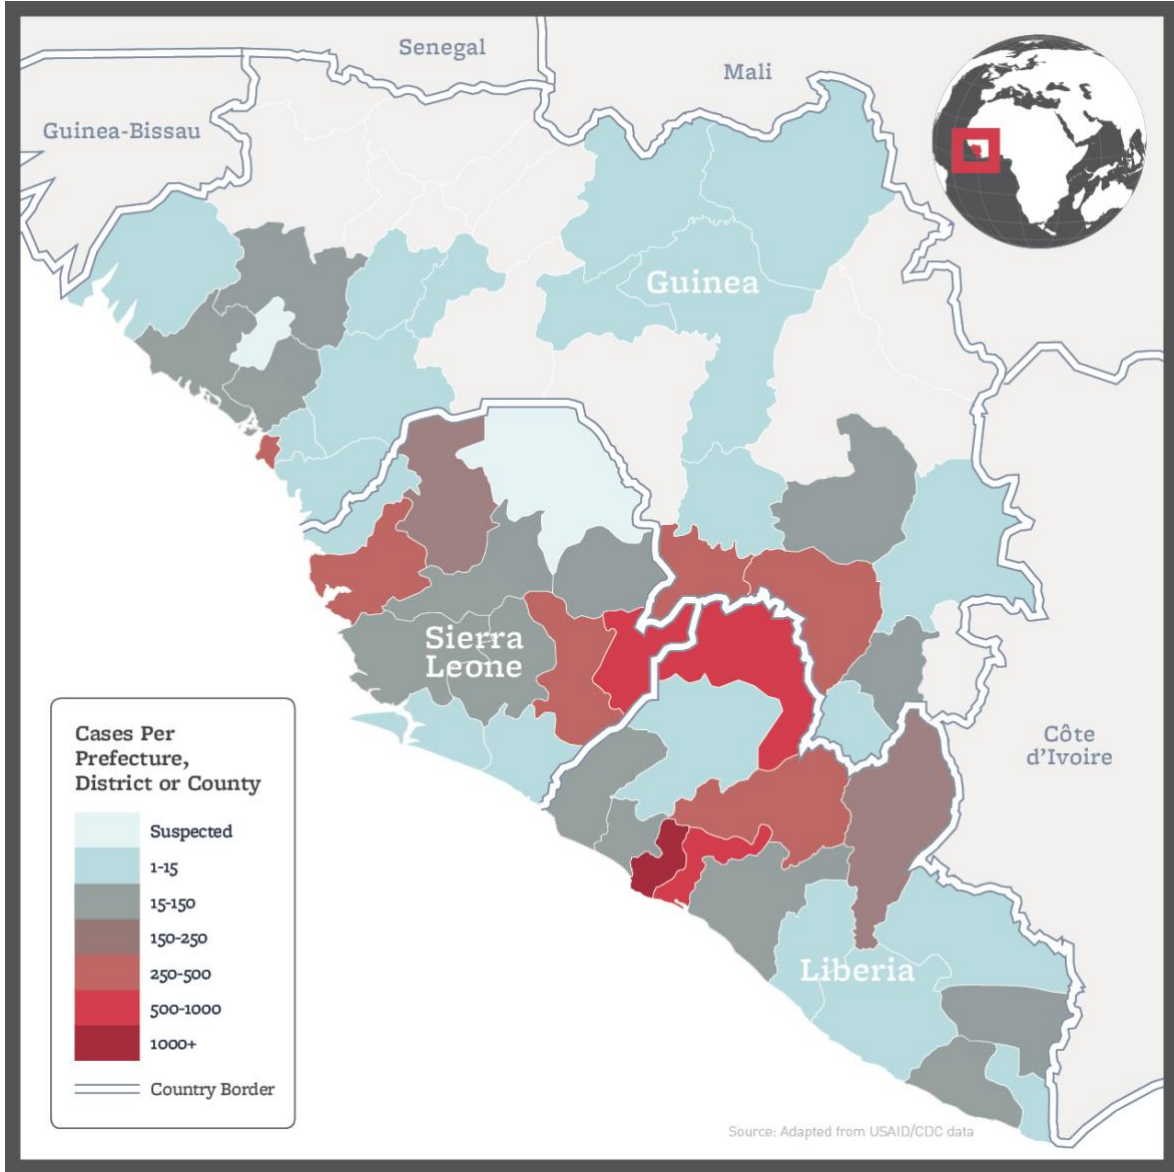 Senegal
Mali
Guinea-Bissau
Guinea
Sierra
Leone
Côte
d'Ivoire
Liberia
Cases Per
Prefecture,
District or County
Suspected
1-15
15-150
150-250
250-500
500-1000
1000+
Country Border
Source: Adapted from USAID/CDC data